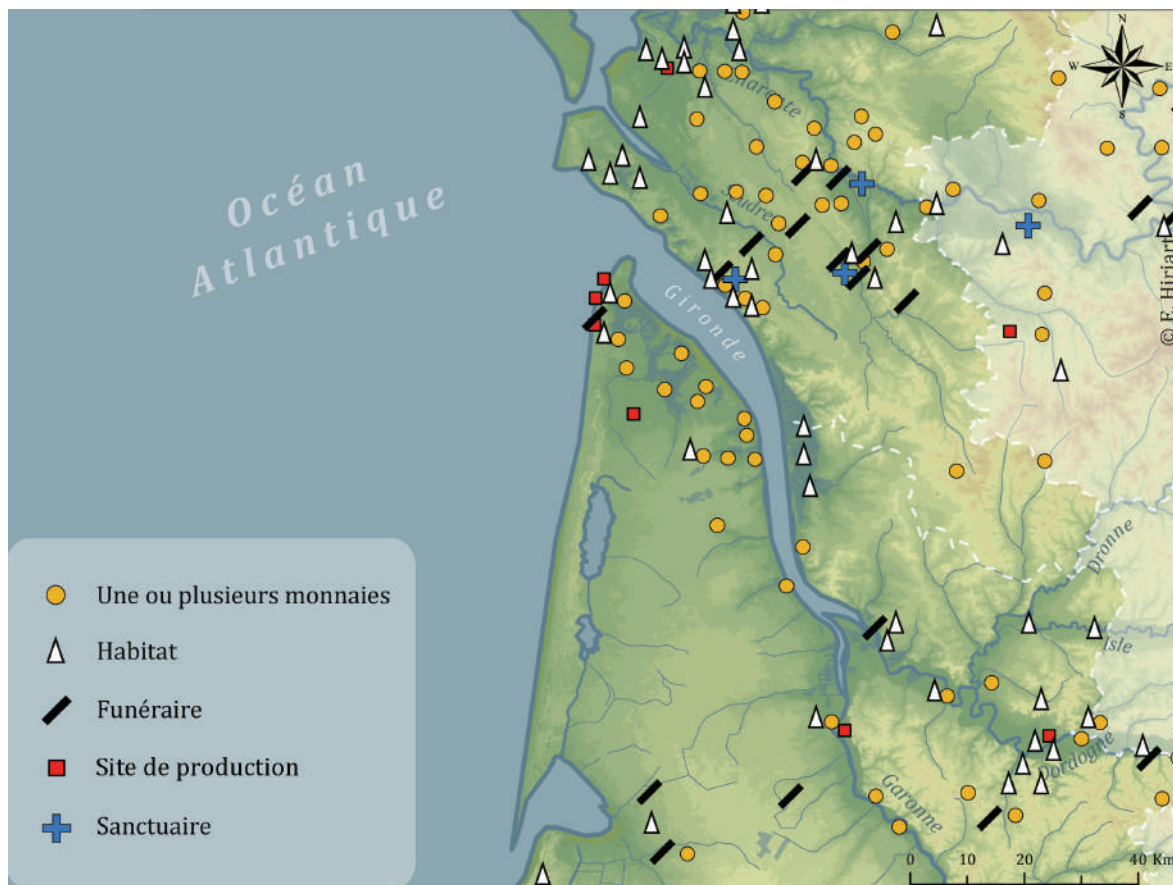 N
W
E
S
Charente
Océan
Atlantique
Seudre
Gironde
© E. Hiriart
Dronne
Isle
Dordogne
Garonne
Une ou plusieurs monnaies
Habitat
Funéraire
Site de production
Sanctuaire
0 10 20 40 Km